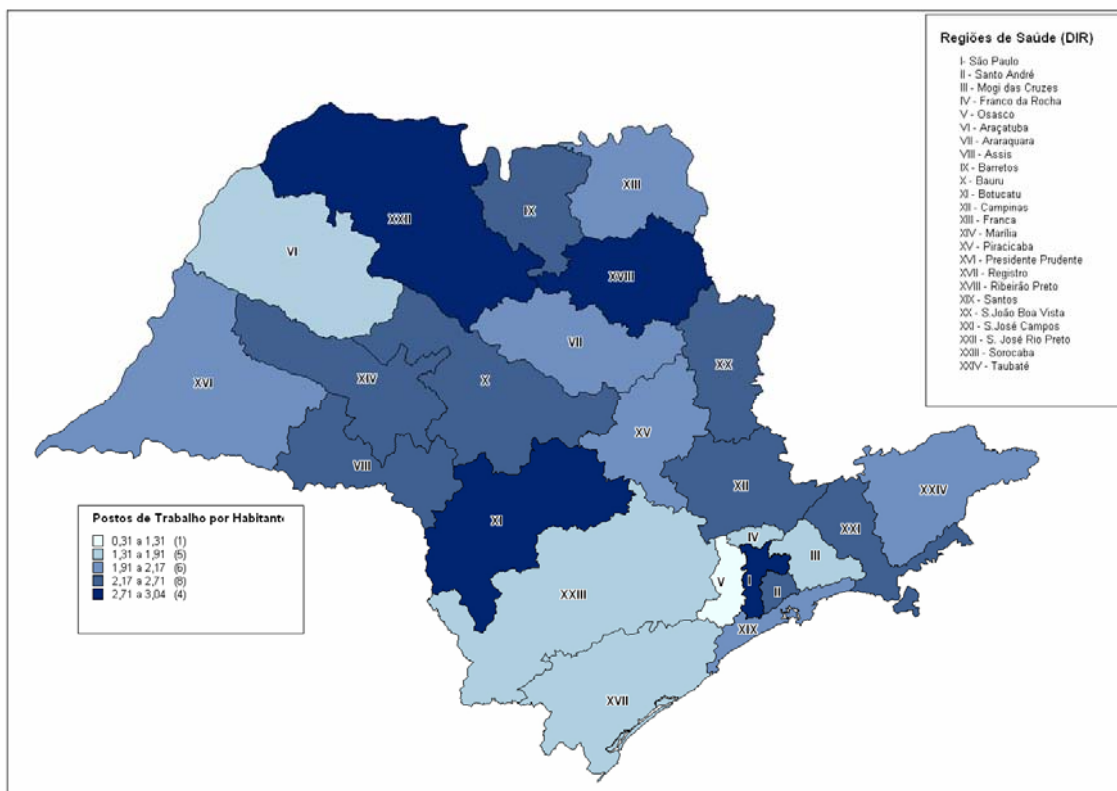 Regiões de Saúde (DIR)
I- São Paulo
II - Santo André
III - Mogi das Cruzes
IV - Franco da Rocha
V - Osasco
VI - Araçatuba
VII - Araraquara
VIII - Assis
IX - Barretos
X - Bauru
XI - Botucatu
XII - Campinas
XIII - Franca
XIV - Marília
XV - Piracicaba
XVI - Presidente Prudente
XVII - Registro
XVIII - Ribeirão Preto
XIX - Santos
XX - S.João Boa Vista
XXI - S.José Campos
XXII - S. José Rio Preto
XXIII - Sorocaba
XXIV - Taubaté
XIII
IX
XXII
VI
XVIII
VII
XX
XVI
XIV
X
XV
VIII
XII
XXIV
XXI
XI
IV
III
V
I
II
XXIII
XIX
XVII
Postos de Trabalho por Habitante
0,31 a 1,31 (1)
1,31 a 1,91 (5)
1,91 a 2,17 (6)
2,17 a 2,71 (8)
2,71 a 3,04 (4)